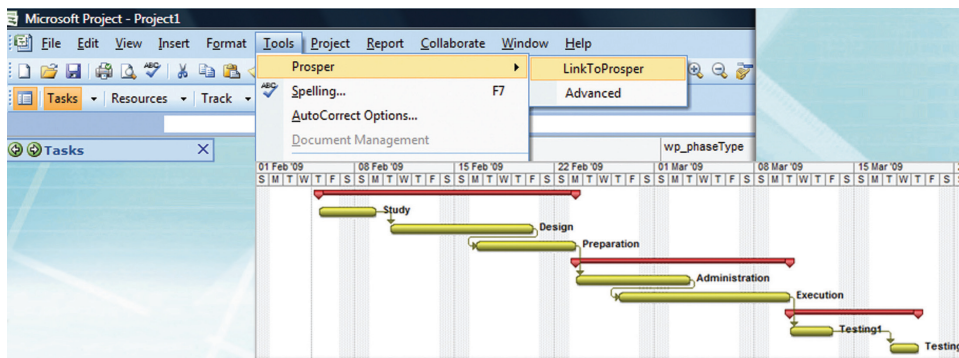 Microsoft Project - Project1
File Edit View Insert Format Tools Project Report Collaborate Window Help
Prosper LinkToProsper
Tasks Resources Track ABC Spelling... F7 Advanced
AutoCorrect Options...
Document Management
Tasks wp_phaseType
01 Feb '09 08 Feb '09 15 Feb '09 22 Feb '09 01 Mar '09 08 Mar '09 15 Mar '09
S M T W T F S S M T W T F S S M T W T F S S M T W T F S S M T W T F S S M T W T F S S M T W T F S
Study
Design
Preparation
Administration
Execution
Testing1
Testing